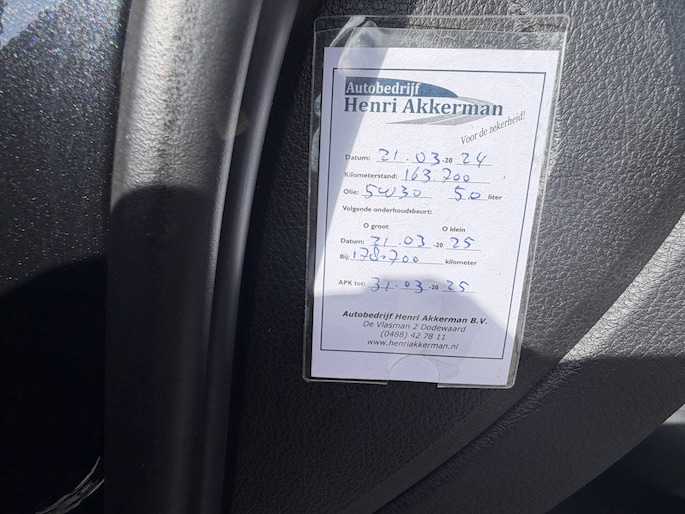 Autobedrijf
Henri Akkerman
Voor de zekerheid!
Datum: 21.03-20 24
Kilometerstand: 163.700
Olie: 5W30 5.0 liter
Volgende onderhoudsbeurt:
O groot O klein
Datum: 21.03-20 25
Bij: 178.700 kilometer
APK tot: 31.03-20 25
Autobedrijf Henri Akkerman B.V.
De Vlasman 2 Dodewaard
(0488) 42 78 11
www.henriakkerman.nl